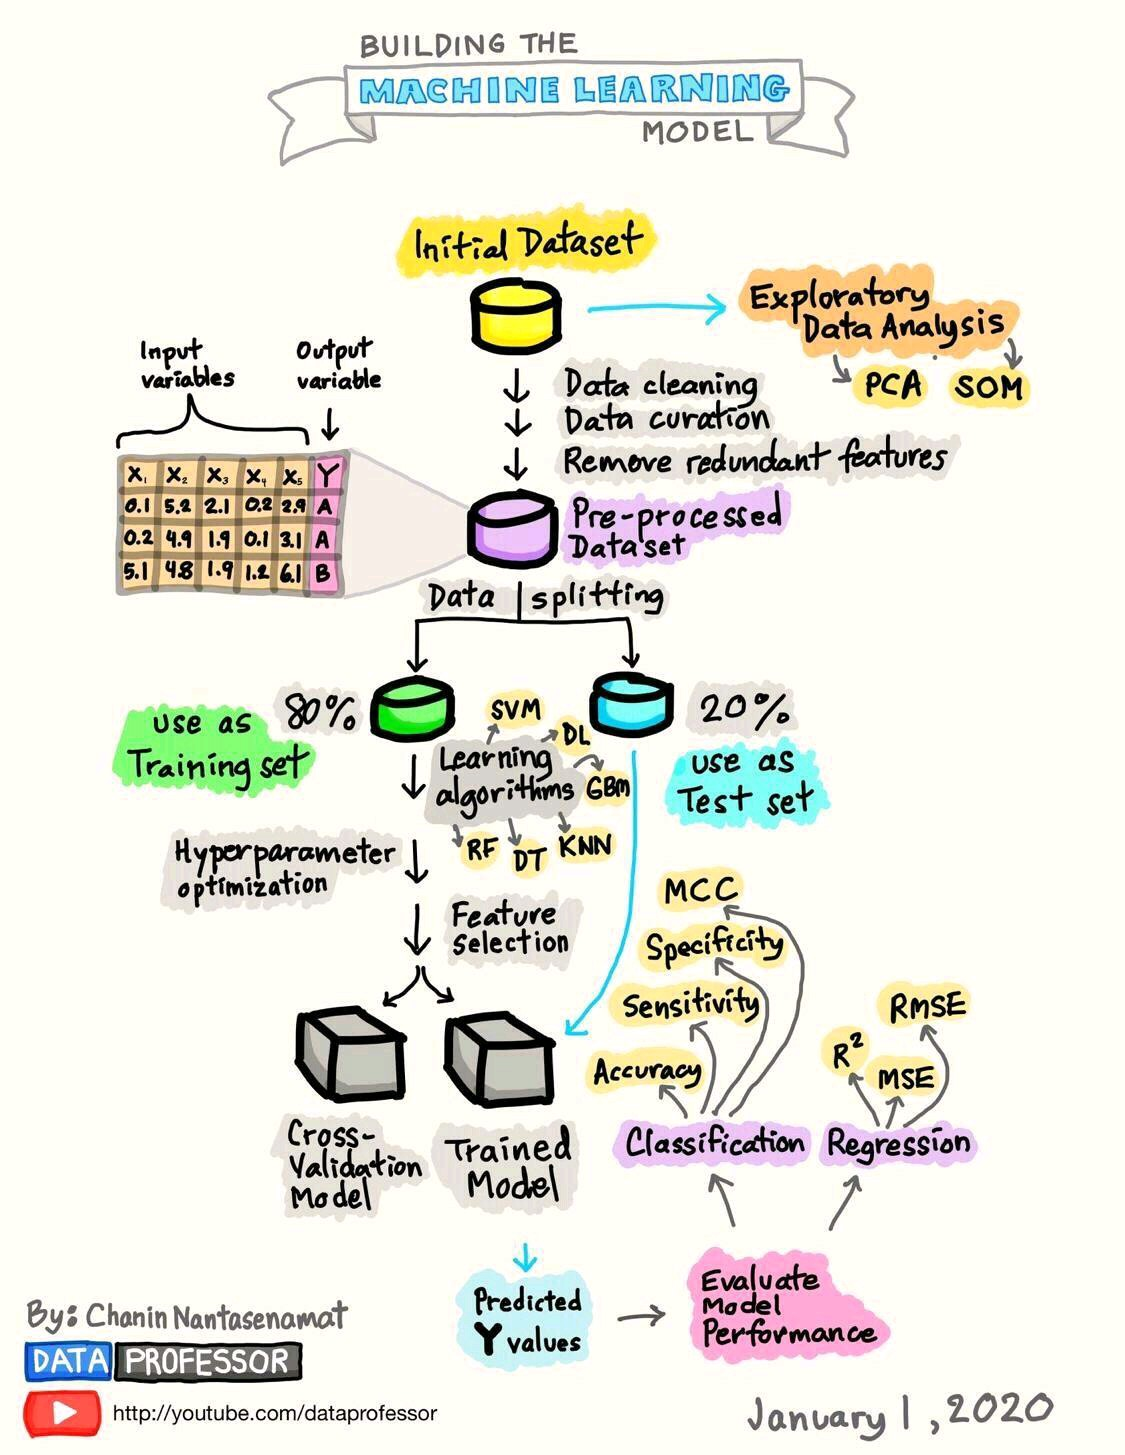 BUILDING THE
MACHINE LEARNING
MODEL
Initial Dataset
Exploratory
Data Analysis
PCA SOM
Input
variables
Output
variable
Data cleaning
Data curation
Remove redundant features
X₁ X₂ X₃ X₄ X₅ Y
0.1 5.2 2.1 0.2 2.9 A
0.2 4.9 1.9 0.1 3.1 A
5.1 4.8 1.9 1.2 6.1 B
Pre-processed
Dataset
Data splitting
80%
use as
Training set
20%
use as
Test set
Learning
algorithms
SVM
DL
GBM
KNN
DT
RF
Hyperparameter
optimization
Feature
selection
Cross-
Validation
Model
Trained
Model
MCC
Specificity
Sensitivity
Accuracy
Classification
RMSE
R²
MSE
Regression
Predicted
Y values
Evaluate
Model
Performance
By: Chanin Nantasenamat
DATA PROFESSOR
http://youtube.com/dataprofessor
January 1, 2020